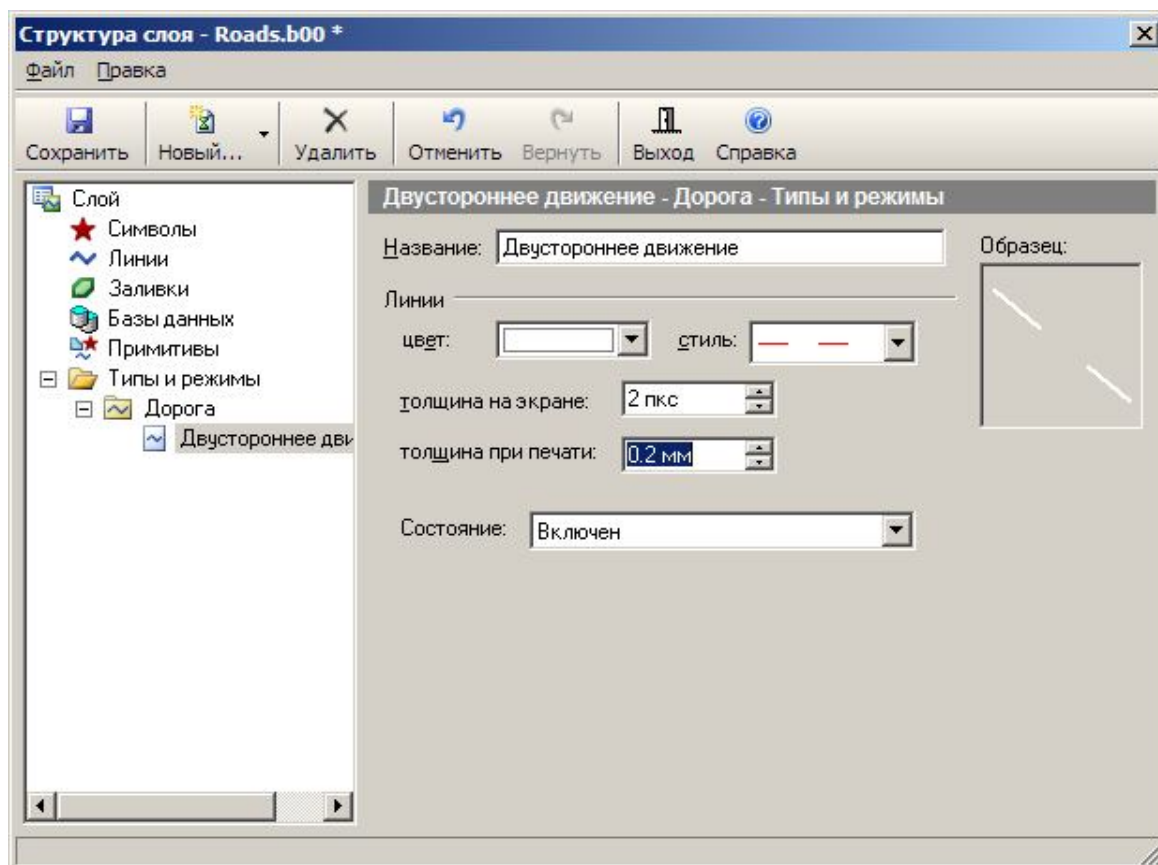 Структура слоя - Roads.b00 *
Файл Правка
Сохранить Новый... Удалить Отменить Вернуть Выход Справка
Слой
Символы
Линии
Заливки
Базы данных
Примитивы
Типы и режимы
Дорога
Двустороннее дви
Двустороннее движение - Дорога - Типы и режимы
Название: Двустороннее движение
Образец:
Линии
цвет: стиль:
толщина на экране: 2 пкс
толщина при печати: 0.2 мм
Состояние: Включен